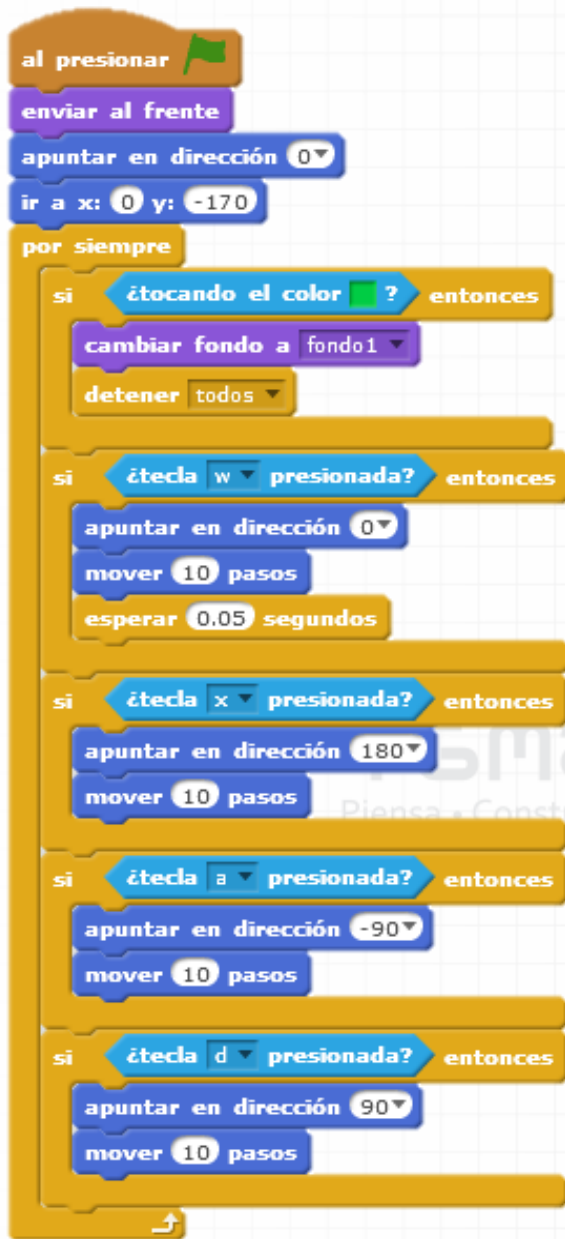 al presionar
enviar al frente
apuntar en dirección 0
ir a x: 0 y: -170
por siempre
si ¿tocando el color ? entonces
cambiar fondo a fondo1
detener todos
si ¿tecla w presionada? entonces
apuntar en dirección 0
mover 10 pasos
esperar 0.05 segundos
si ¿tecla x presionada? entonces
apuntar en dirección 180
mover 10 pasos
Piensa • Const
si ¿tecla a presionada? entonces
apuntar en dirección -90
mover 10 pasos
si ¿tecla d presionada? entonces
apuntar en dirección 90
mover 10 pasos